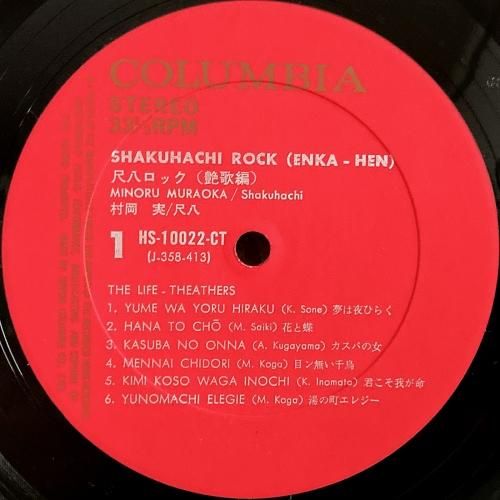 COLUMBIA
STEREO
33⅓RPM
SHAKUHACHI ROCK (ENKA-HEN)
尺八ロック（艶歌編）
MINORU MURAOKA / Shakuhachi
村岡 実/尺八
1 HS-10022-CT
(J-358-413)
THE LIFE-THEATHERS
1. YUME WA YORU HIRAKU (K. Sone) 夢は夜ひらく
2. HANA TO CHŌ (M. Saiki) 花と蝶
3. KASUBA NO ONNA (A. Kugayama) カスバの女
4. MENNAI CHIDORI (M. Koga) 目ン無い千鳥
5. KIMI KOSO WAGA INOCHI (K. Inomata) 君こそ我が命
6. YUNOMACHI ELEGIE (M. Koga) 湯の町エレジー